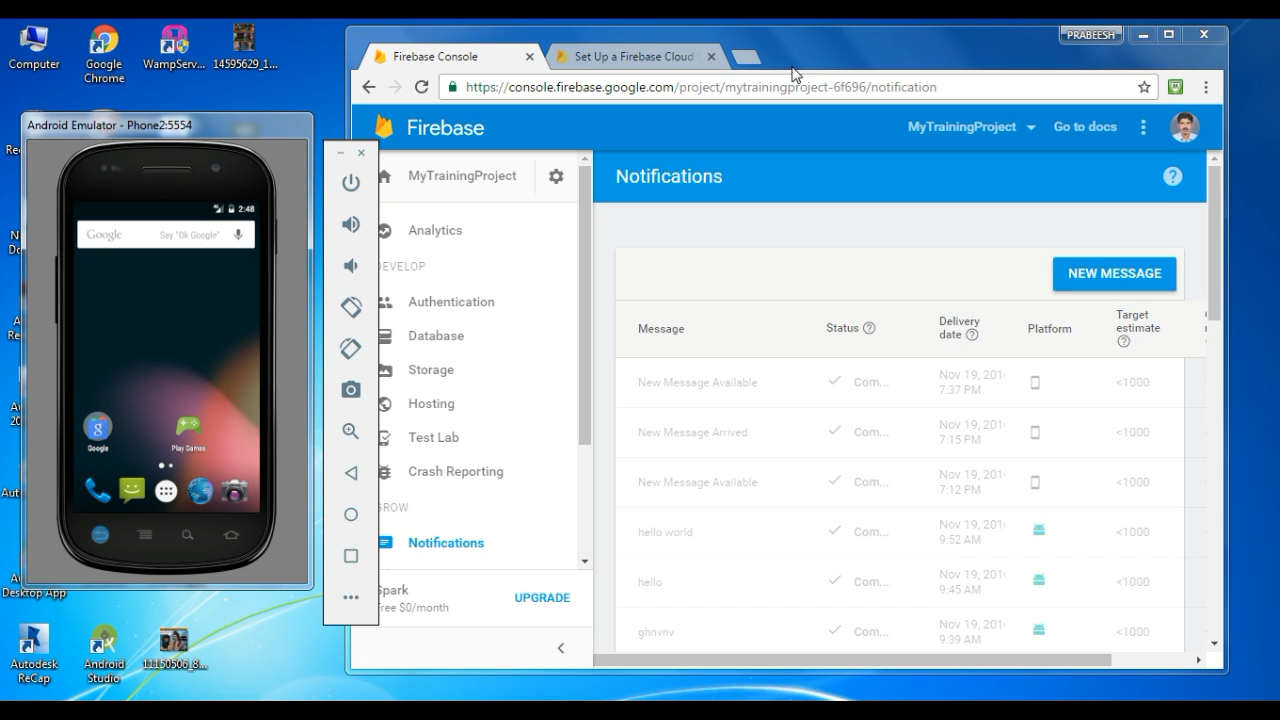 Computer
Google Chrome
WampServ...
14595629_1...
PRABEESH
Firebase Console
Set Up a Firebase Cloud
https://console.firebase.google.com/project/mytrainingproject-6f696/notification
Android Emulator - Phone2:5554
Firebase
MyTrainingProject
Go to docs
2:48
Google
Say "Ok Google"
Google
Play Games
MyTrainingProject
Analytics
DEVELOP
Authentication
Database
Storage
Hosting
Test Lab
Crash Reporting
GROW
Notifications
Spark
Free $0/month
UPGRADE
Notifications
NEW MESSAGE
Message
Status
Delivery date
Platform
Target estimate
New Message Available Com... Nov 19, 201 <1000
7:37 PM
New Message Arrived Com... Nov 19, 201 <1000
7:15 PM
New Message Available Com... Nov 19, 201 <1000
7:12 PM
hello world Com... Nov 19, 201 <1000
9:52 AM
hello Com... Nov 19, 201 <1000
9:45 AM
ghnvnv Com... Nov 19, 201 <1000
9:39 AM
Desktop App
Autodesk ReCap
Android Studio
11150506_8...